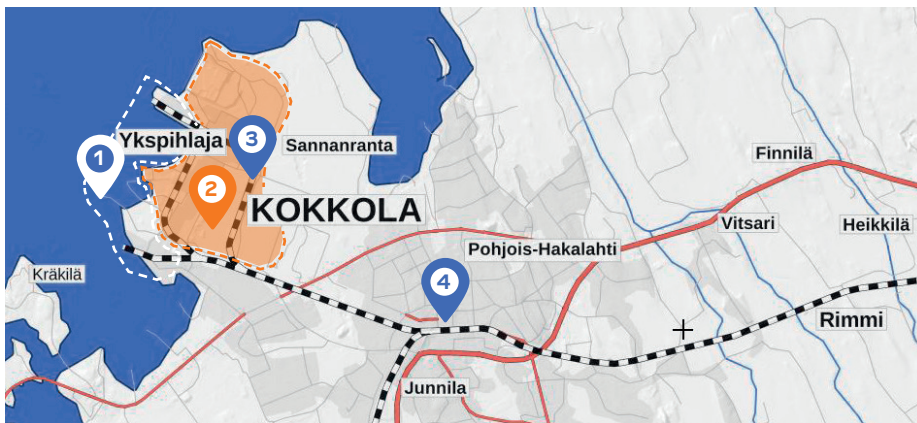 Ykspihlaja
1
3
Sannanranta
Finnilä
2
KOKKOLA
Vitsari
Heikkilä
Pohjois-Hakalahti
Kräkilä
4
Rimmi
Junnila